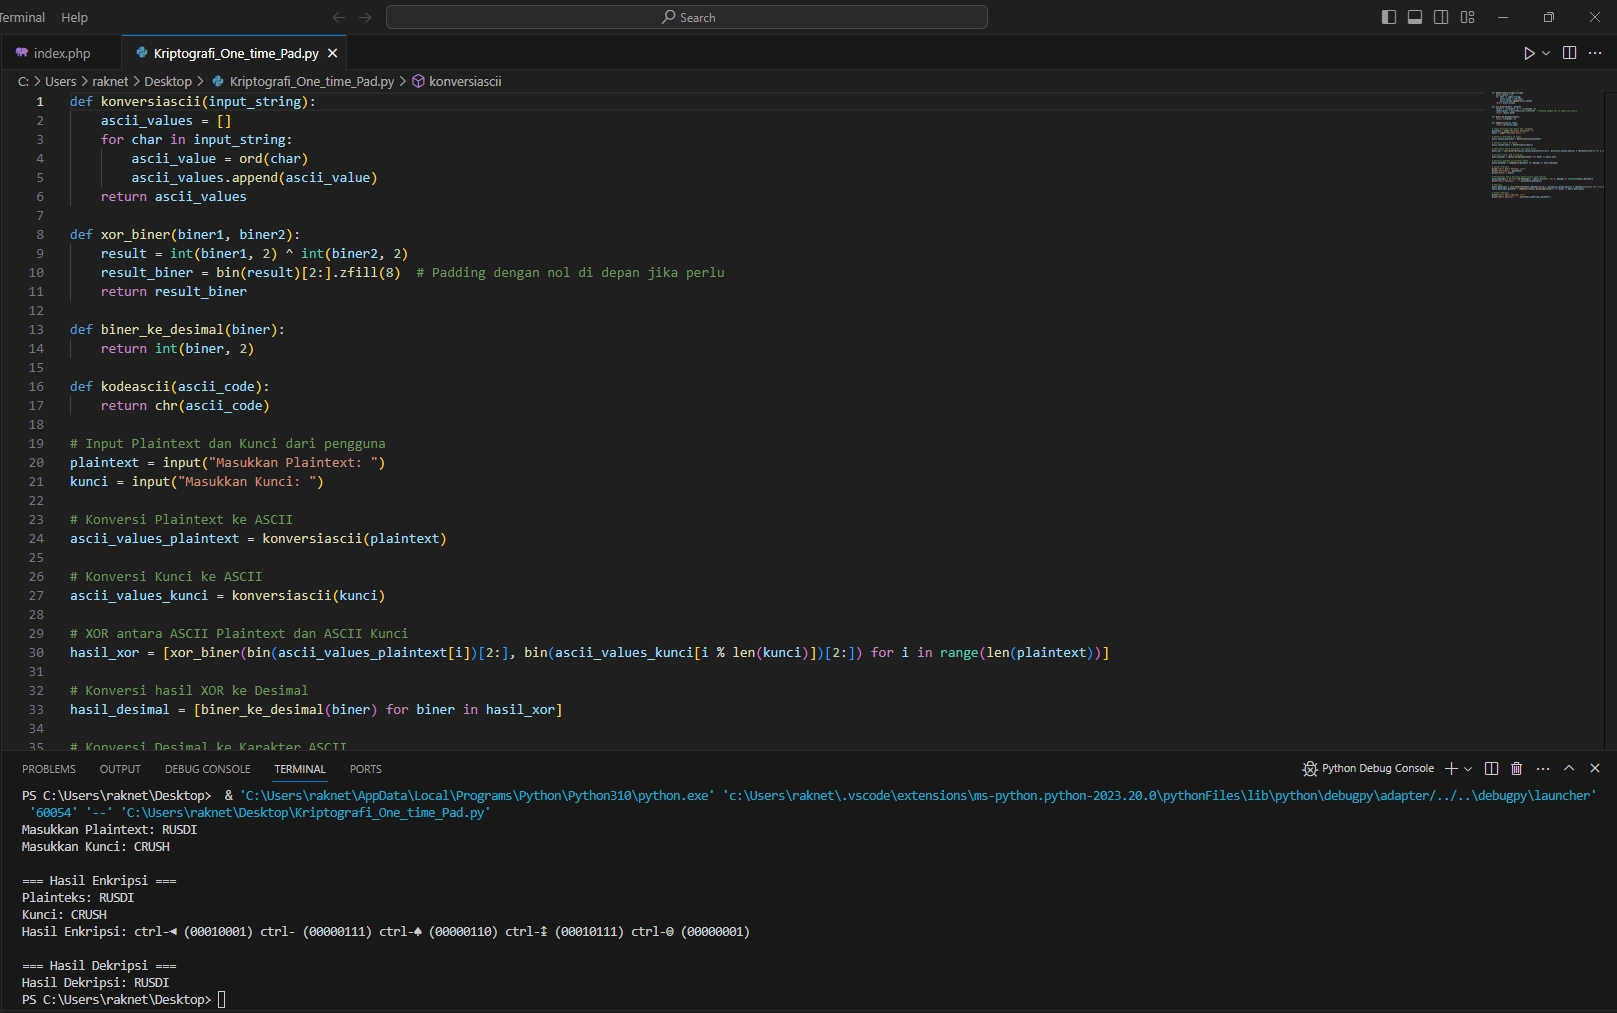 Terminal Help
Search
index.php
Kriptografi_One_time_Pad.py
C: > Users > raknet > Desktop > Kriptografi_One_time_Pad.py > konversiascii
1 def konversiascii(input_string):
2     ascii_values = []
3     for char in input_string:
4         ascii_value = ord(char)
5         ascii_values.append(ascii_value)
6     return ascii_values
7
8 def xor_biner(biner1, biner2):
9     result = int(biner1, 2) ^ int(biner2, 2)
10     result_biner = bin(result)[2:].zfill(8)  # Padding dengan nol di depan jika perlu
11     return result_biner
12
13 def biner_ke_desimal(biner):
14     return int(biner, 2)
15
16 def kodeascii(ascii_code):
17     return chr(ascii_code)
18
19 # Input Plaintext dan Kunci dari pengguna
20 plaintext = input("Masukkan Plaintext: ")
21 kunci = input("Masukkan Kunci: ")
22
23 # Konversi Plaintext ke ASCII
24 ascii_values_plaintext = konversiascii(plaintext)
25
26 # Konversi Kunci ke ASCII
27 ascii_values_kunci = konversiascii(kunci)
28
29 # XOR antara ASCII Plaintext dan ASCII Kunci
30 hasil_xor = [xor_biner(bin(ascii_values_plaintext[i])[2:], bin(ascii_values_kunci[i % len(kunci)])[2:]) for i in range(len(plaintext))]
31
32 # Konversi hasil XOR ke Desimal
33 hasil_desimal = [biner_ke_desimal(biner) for biner in hasil_xor]
34
35 # Konversi Desimal ke Karakter ASCII
PROBLEMS OUTPUT DEBUG CONSOLE TERMINAL PORTS
Python Debug Console
PS C:\Users\raknet\Desktop>  & 'C:\Users\raknet\AppData\Local\Programs\Python\Python310\python.exe' 'c:\Users\raknet\.vscode\extensions\ms-python.python-2023.20.0\pythonFiles\lib\python\debugpy\adapter/../..\debugpy\launcher'
'60054' '--' 'C:\Users\raknet\Desktop\Kriptografi_One_time_Pad.py'
Masukkan Plaintext: RUSDI
Masukkan Kunci: CRUSH
=== Hasil Enkripsi ===
Plainteks: RUSDI
Kunci: CRUSH
Hasil Enkripsi: ctrl-◄ (00010001) ctrl- (00000111) ctrl-♠ (00000110) ctrl-↨ (00010111) ctrl-☺ (00000001)
=== Hasil Dekripsi ===
Hasil Dekripsi: RUSDI
PS C:\Users\raknet\Desktop>